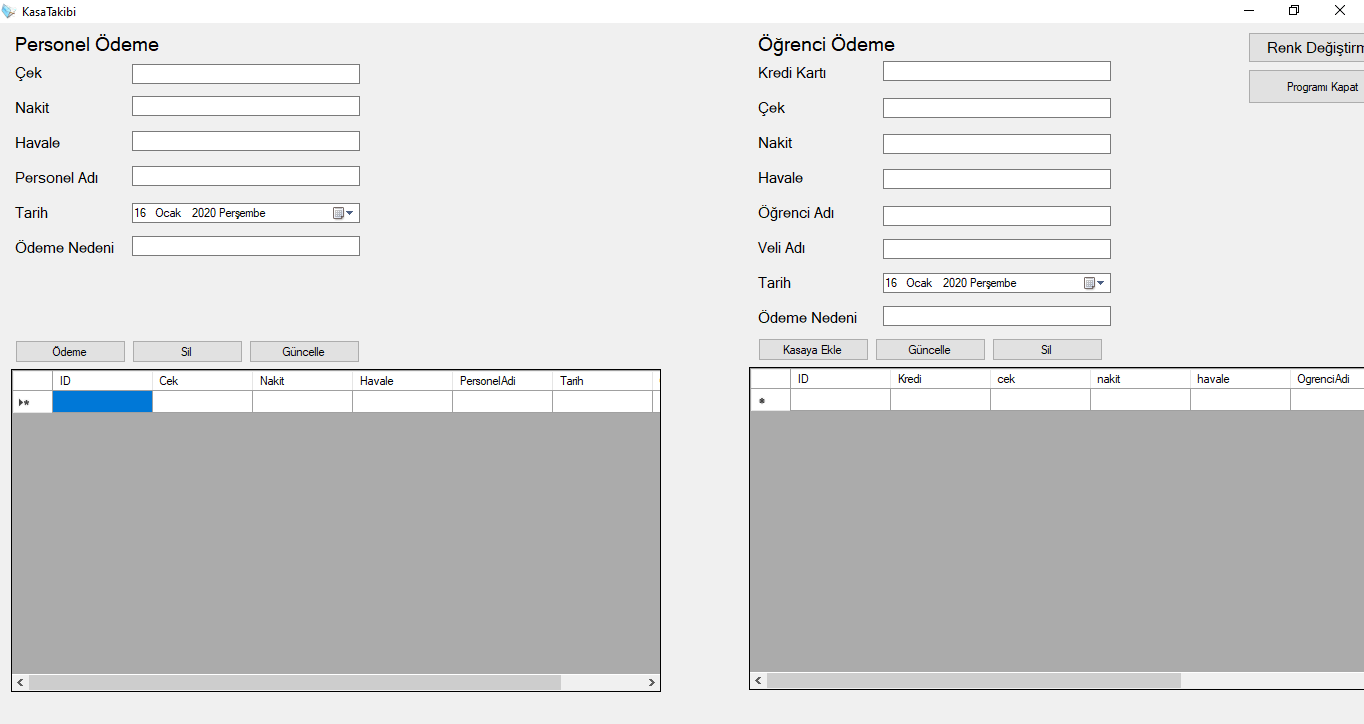 KasaTakibi
Personel Ödeme
Çek
Nakit
Havale
Personel Adı
Tarih
16 Ocak 2020 Perşembe
Ödeme Nedeni
Ödeme Sil Güncelle
ID Cek Nakit Havale PersonelAdi Tarih
Öğrenci Ödeme
Kredi Kartı
Çek
Nakit
Havale
Öğrenci Adı
Veli Adı
Tarih
16 Ocak 2020 Perşembe
Ödeme Nedeni
Kasaya Ekle Güncelle Sil
ID Kredi cek nakit havale OgrenciAdi
Renk Değiştirm
Programı Kapat